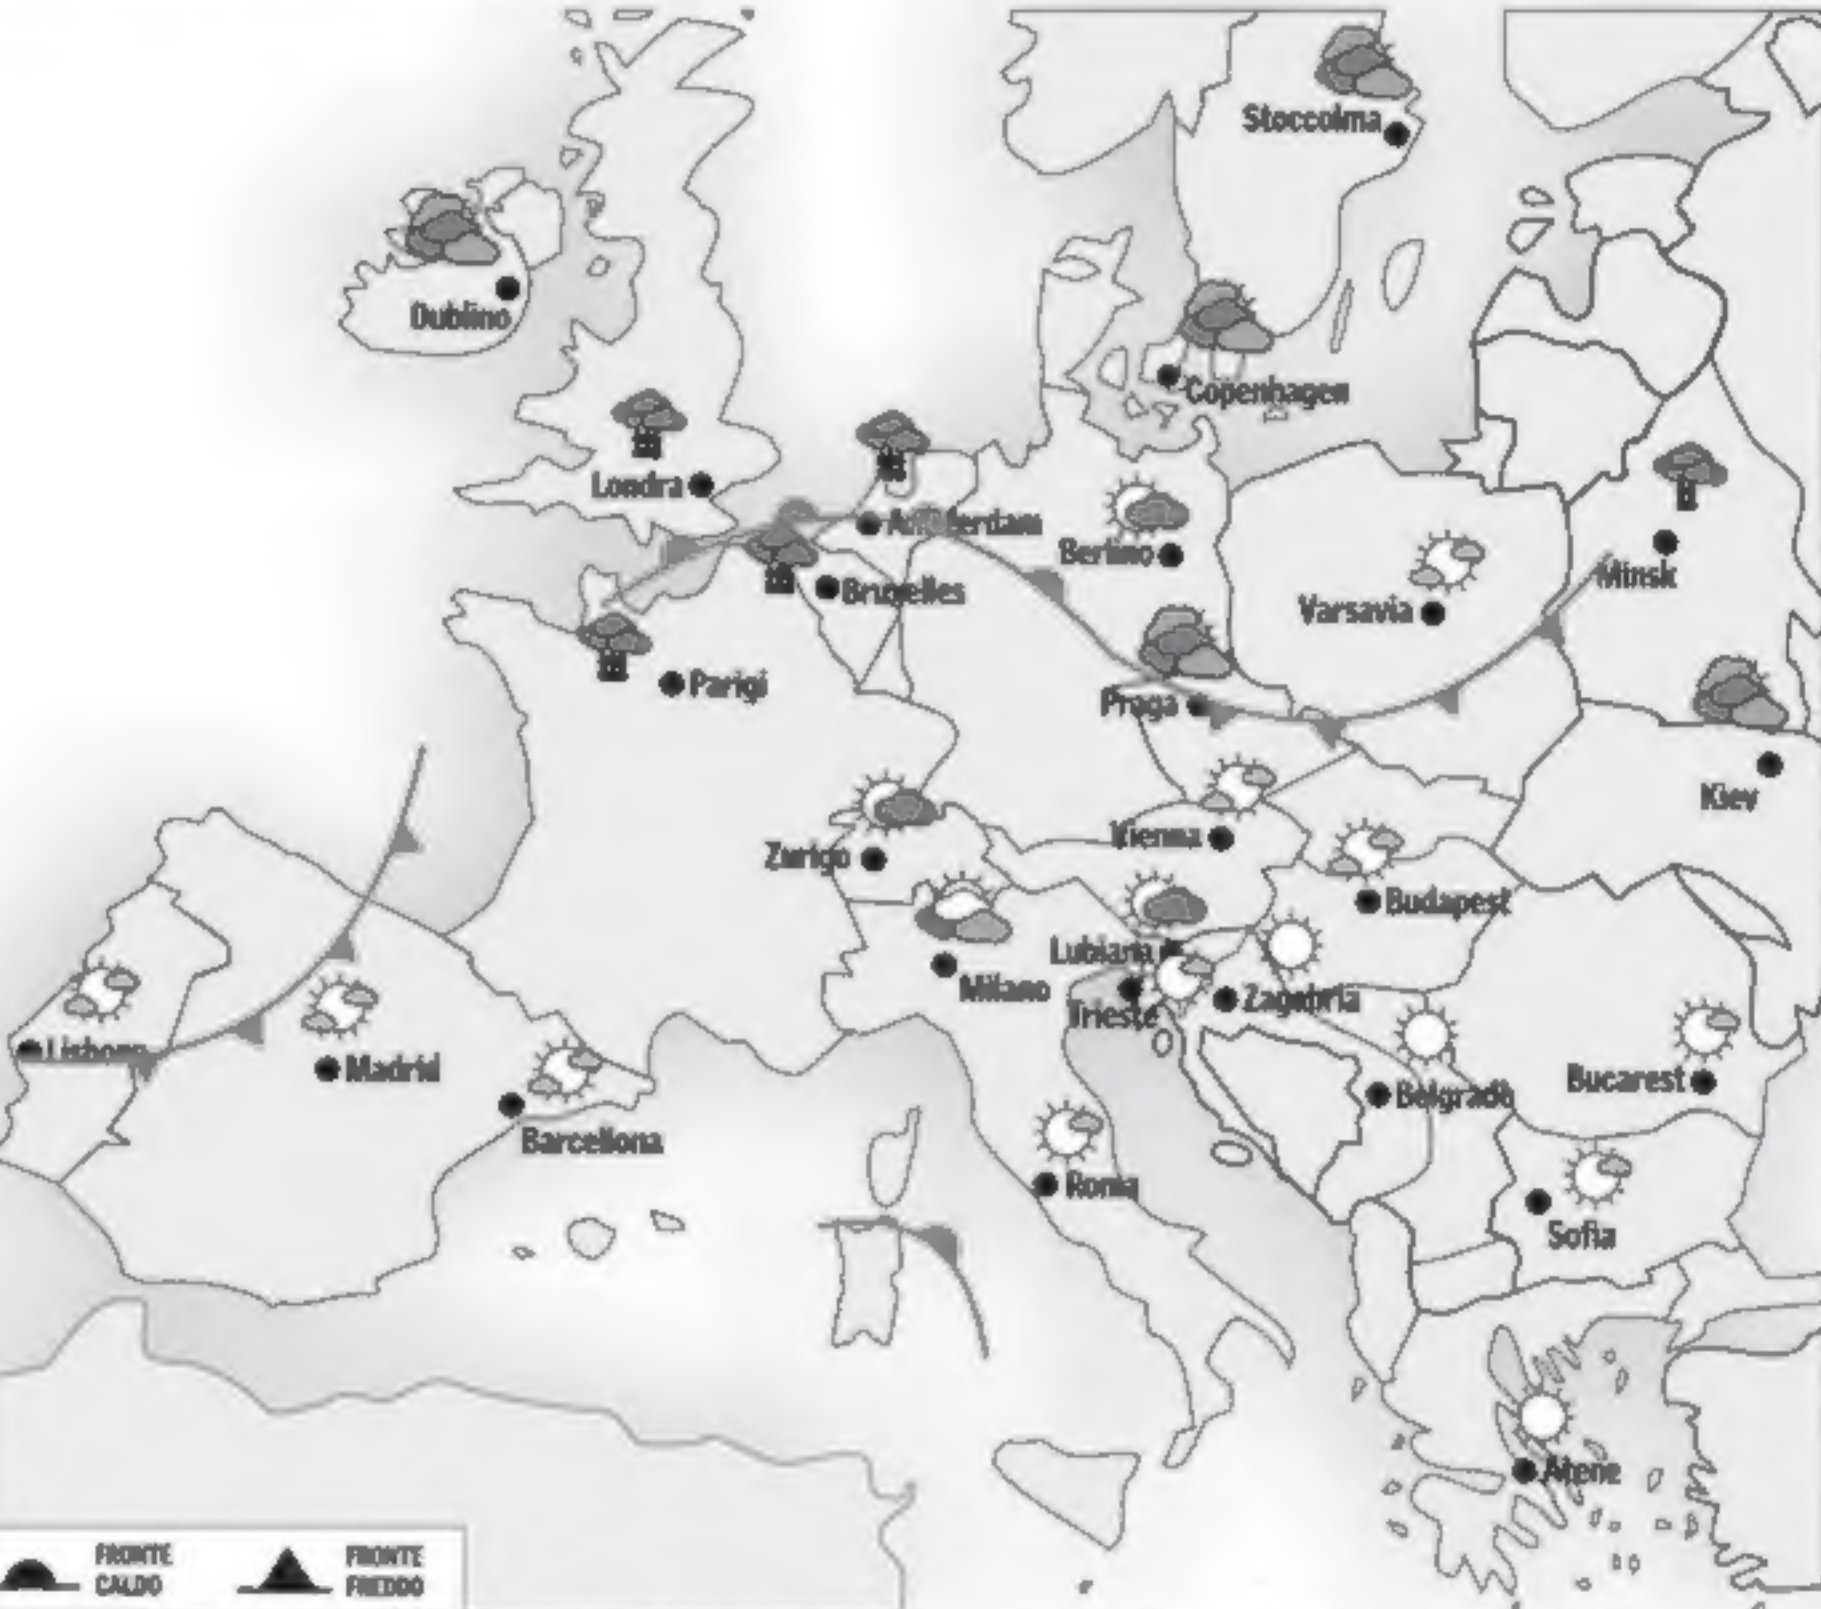 Stoccolma
Dublino
Copenhagen
Londra
Amsterdam
Berlino
Bruxelles
Minsk
Varsavia
Parigi
Praga
Kiev
Vienna
Zurigo
Budapest
Lubiana
Milano
Zagabria
Trieste
Lisbona
Madrid
Bucarest
Belgrado
Barcellona
Roma
Sofia
Atene
FRONTE
CALDO
FRONTE
FREDDO